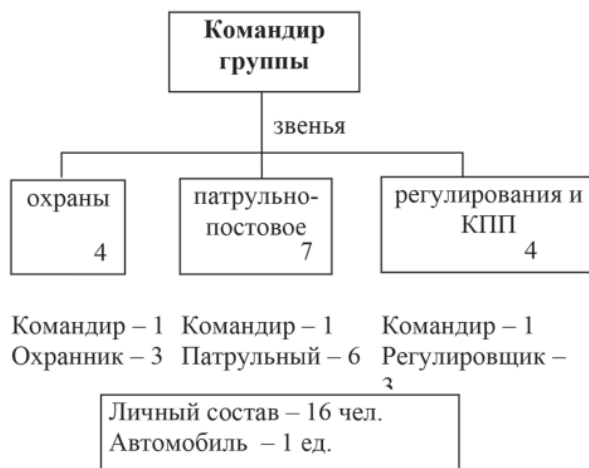 Командир
группы
звенья
охраны
4
патрульно-
постовое
7
регулирования и
КПП
4
Командир – 1
Охранник – 3
Командир – 1
Патрульный – 6
Командир – 1
Регулировщик –
3
Личный состав – 16 чел.
Автомобиль – 1 ед.